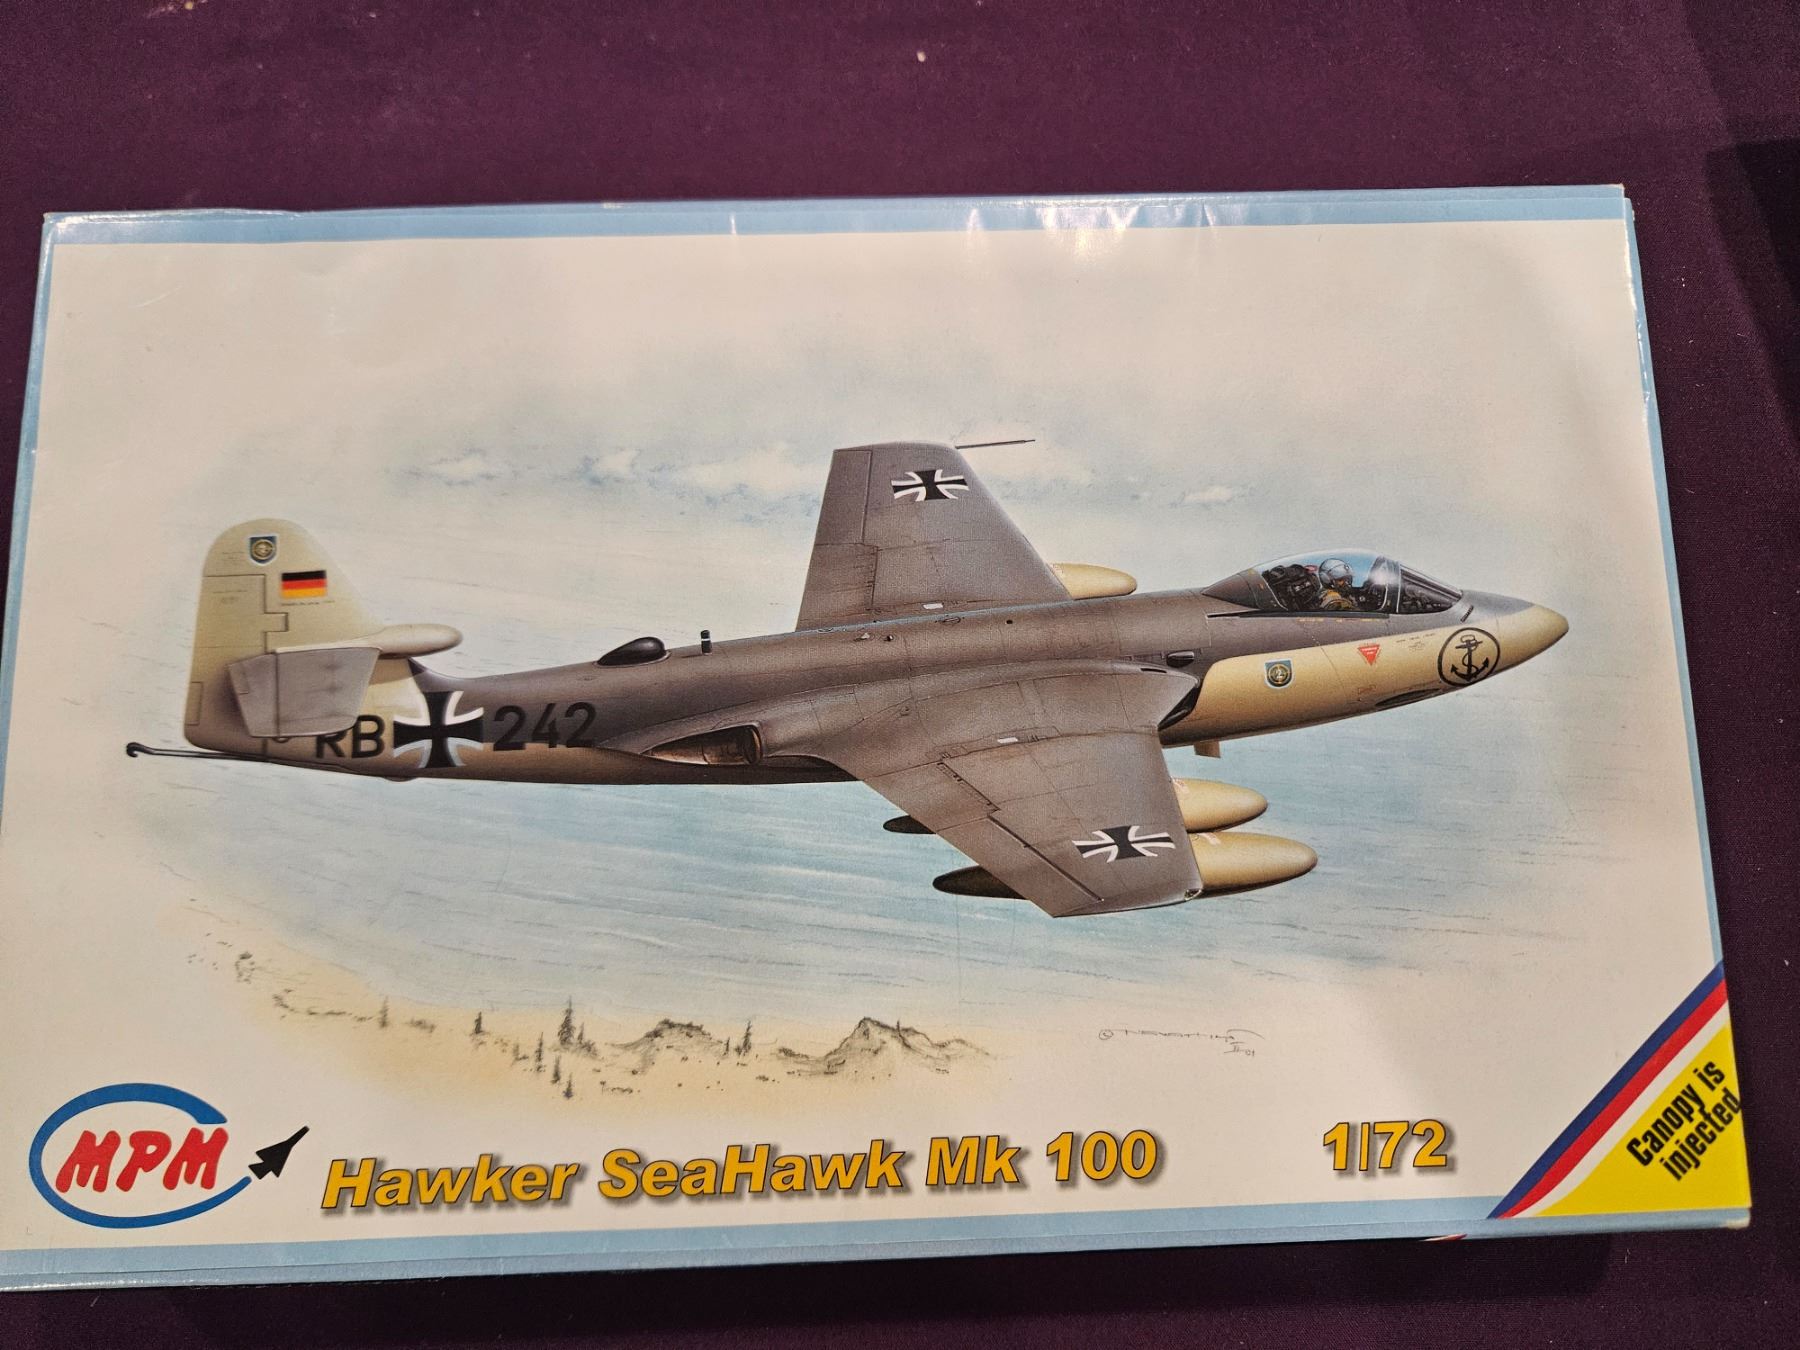 RB 242
MPM
Hawker SeaHawk Mk 100
1/72
Canopy is
injected